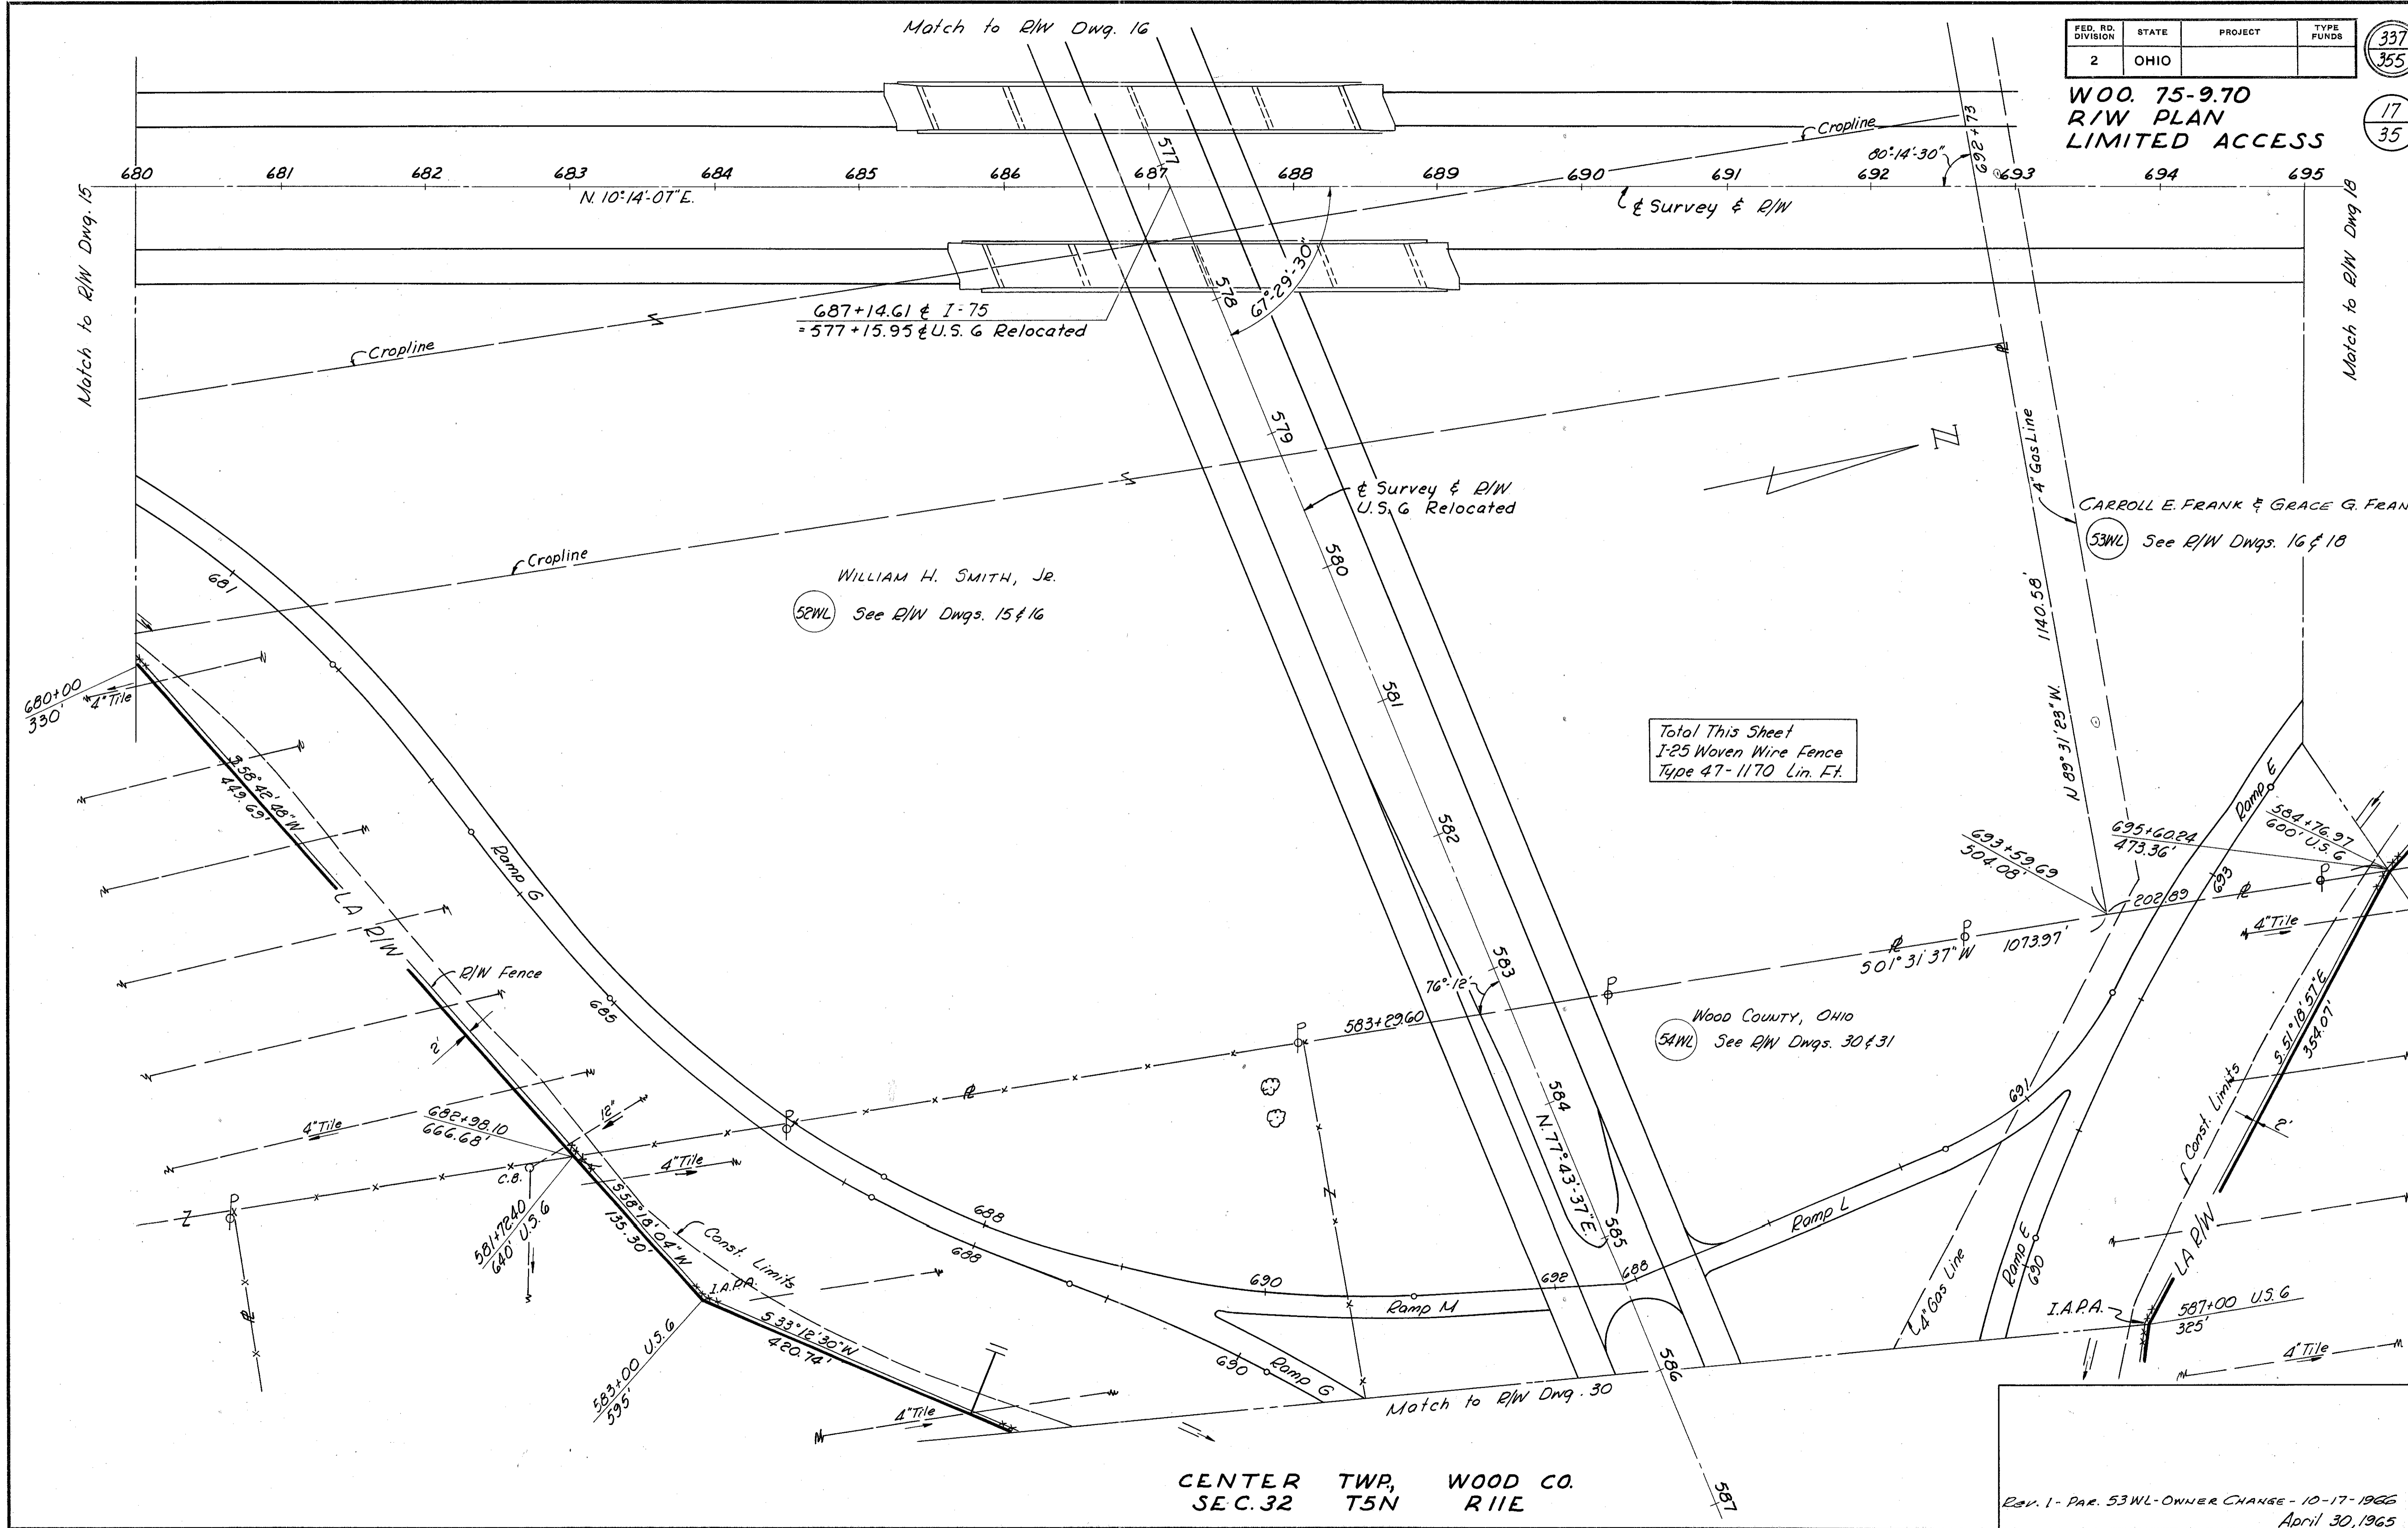 Match to R/W Dwg. 16
FED. RD. DIVISION
STATE
PROJECT
TYPE FUNDS
2
OHIO
337
355
WOO. 75-9.70
R/W PLAN
LIMITED ACCESS
17
35
Match to R/W Dwg. 15
680
681
682
683
684
685
686
687
688
689
690
691
692
693
694
695
N. 10°-14'-07" E.
℄ Survey & R/W
Cropline
80°-14'-30"
692+73
Match to R/W Dwg 18
577
578
67°-29'-30"
687+14.61 ℄ I-75
= 577+15.95 ℄ U.S. 6 Relocated
Cropline
579
℄ Survey & R/W
U.S. 6 Relocated
N
4" Gas Line
CARROLL E. FRANK & GRACE G. FRAN
53WL
See R/W Dwgs. 16 & 18
Cropline
580
WILLIAM H. SMITH, JR.
52WL
See R/W Dwgs. 15 & 16
681
1140.58'
N 89° 31' 23" W.
680+00
330'
4" Tile
581
Total This Sheet
I-25 Woven Wire Fence
Type 47-1170 Lin. Ft.
S 58° 42' 48" W
449.69'
582
Ramp G
Ramp E
584+76.97
600' U.S. 6
695+60.24
473.36'
693+59.69
504.08'
693
202.89
4" Tile
LA R/W
R/W Fence
2'
685
583
76°-12'
583+29.60
S 01° 31' 37" W
1073.97'
WOOD COUNTY, OHIO
54WL
See R/W Dwgs. 30 & 31
S. 51° 18' 57" E
354.07'
Const. Limits
2'
584
691
N. 77°-43'-37" E.
4" Tile
682+98.10
666.68'
12"
C.B.
4" Tile
581+72.40
640' U.S. 6
S 58° 18' 04" W
135.30'
Const. Limits
I.A.P.A.
688
688
585
Ramp L
690
692
688
Ramp M
4" Gas Line
Ramp E
690
LA R/W
I.A.P.A.
587+00 U.S. 6
325'
4" Tile
583+00 U.S. 6
595'
S 33° 12' 30" W
420.74'
690
Ramp G
586
4" Tile
Match to R/W Dwg. 30
587
CENTER TWP., WOOD CO.
SEC. 32 T5N R11E
REV. 1 - PAR. 53WL-OWNER CHANGE - 10-17-1966
April 30, 1965